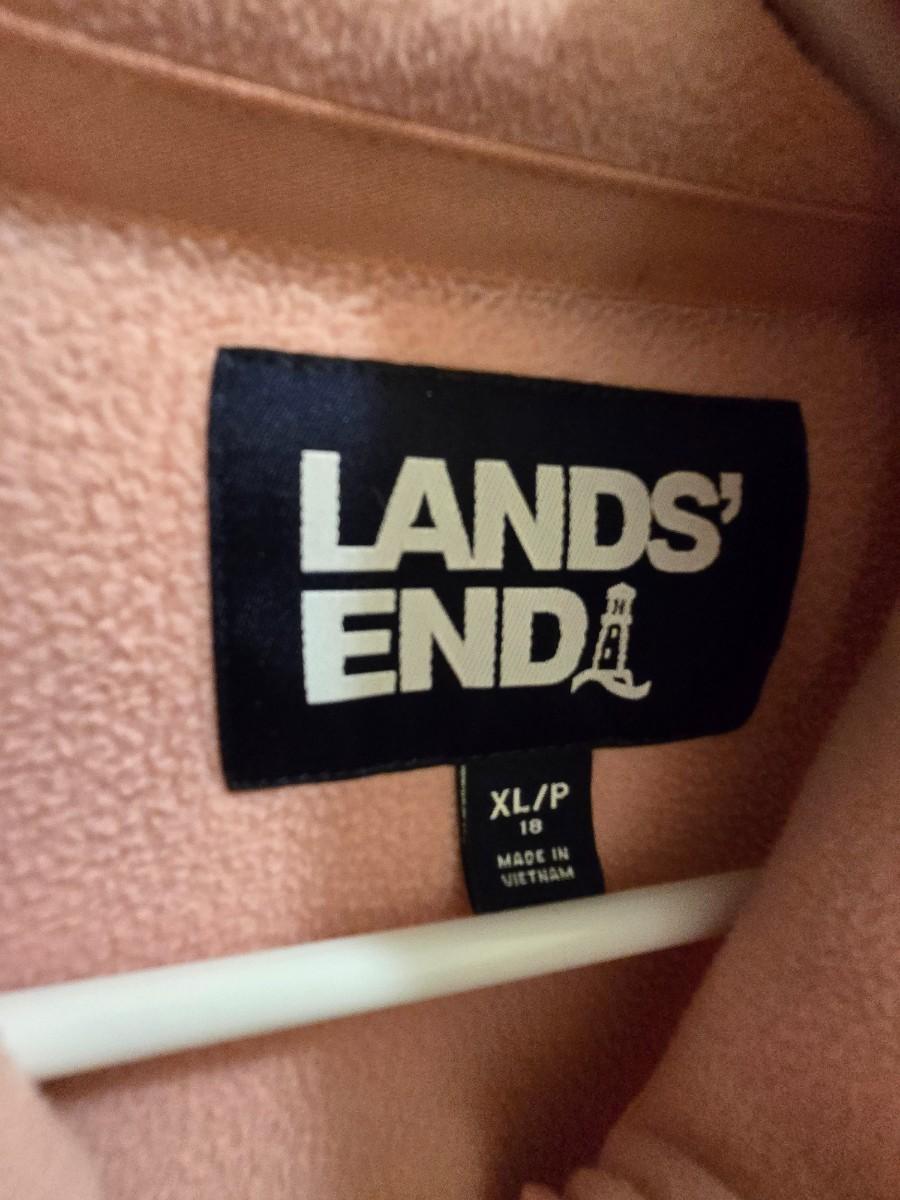 LANDS'
END
XL/P
18
MADE IN
VIETNAM